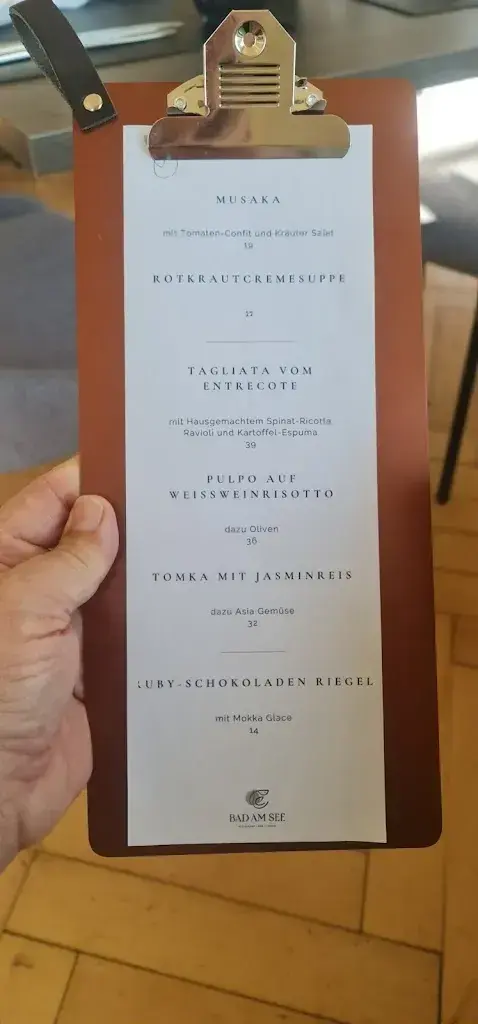 MUSAKA
mit Tomaten-Confit und Kräuter Salat
19
ROTKRAUTCREMESUPPE
17
TAGLIATA VOM
ENTRECOTE
mit Hausgemachtem Spinat-Ricotta
Ravioli und Kartoffel-Espuma
39
PULPO AUF
WEISSWEINRISOTTO
dazu Oliven
36
TOMKA MIT JASMINREIS
dazu Asia Gemüse
32
UBY-SCHOKOLADEN RIEGEL
mit Mokka Glace
14
BAD AM SEE